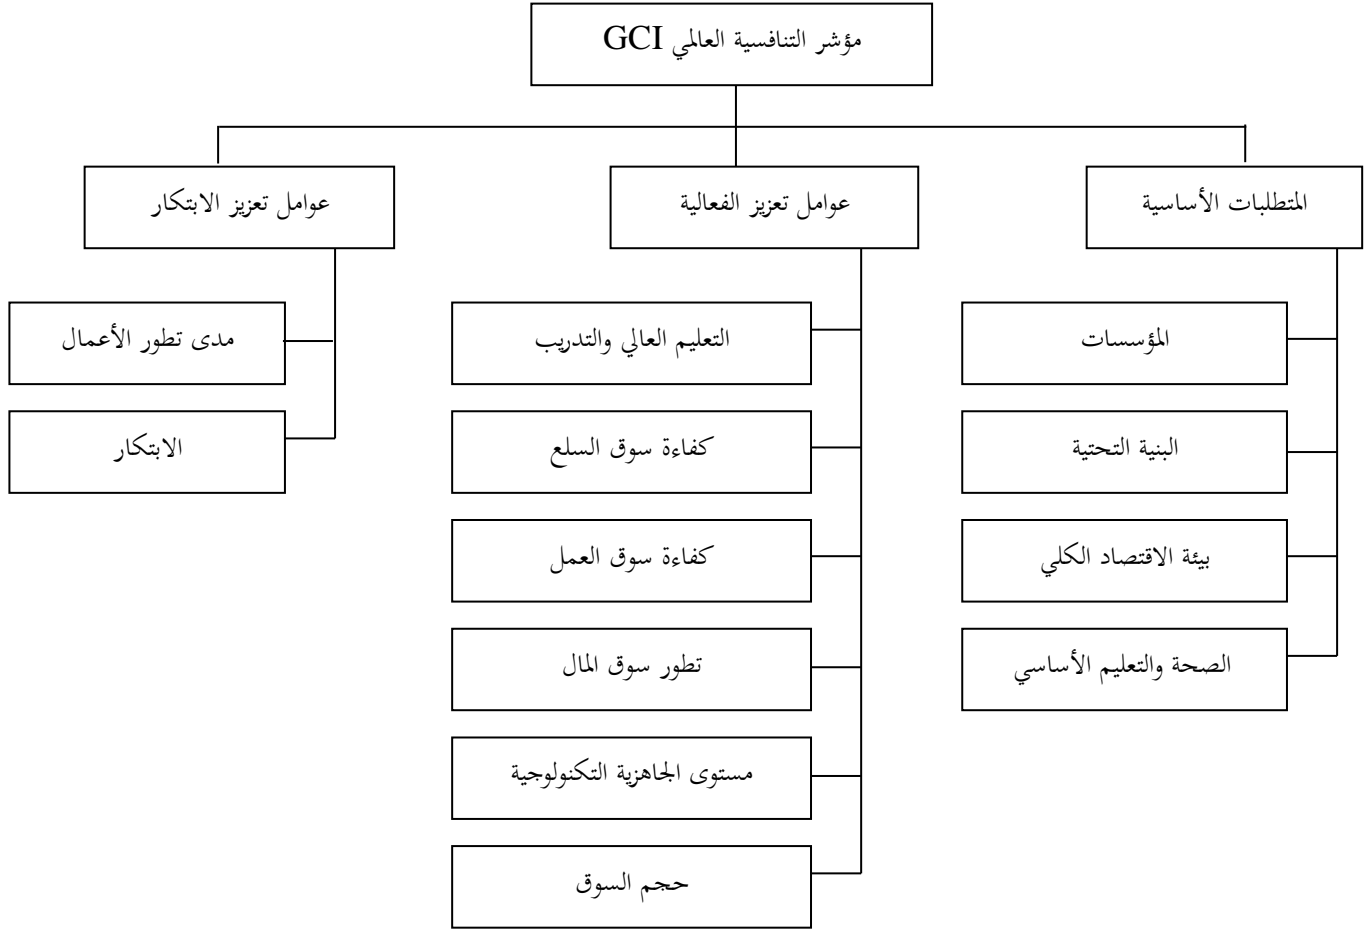 مؤشر التنافسية العالمي GCI
المتطلبات الأساسية
عوامل تعزيز الفعالية
عوامل تعزيز الابتكار
المؤسسات
البنية التحتية
بيئة الاقتصاد الكلي
الصحة والتعليم الأساسي
التعليم العالي والتدريب
كفاءة سوق السلع
كفاءة سوق العمل
تطور سوق المال
مستوى الجاهزية التكنولوجية
حجم السوق
مدى تطور الأعمال
الابتكار